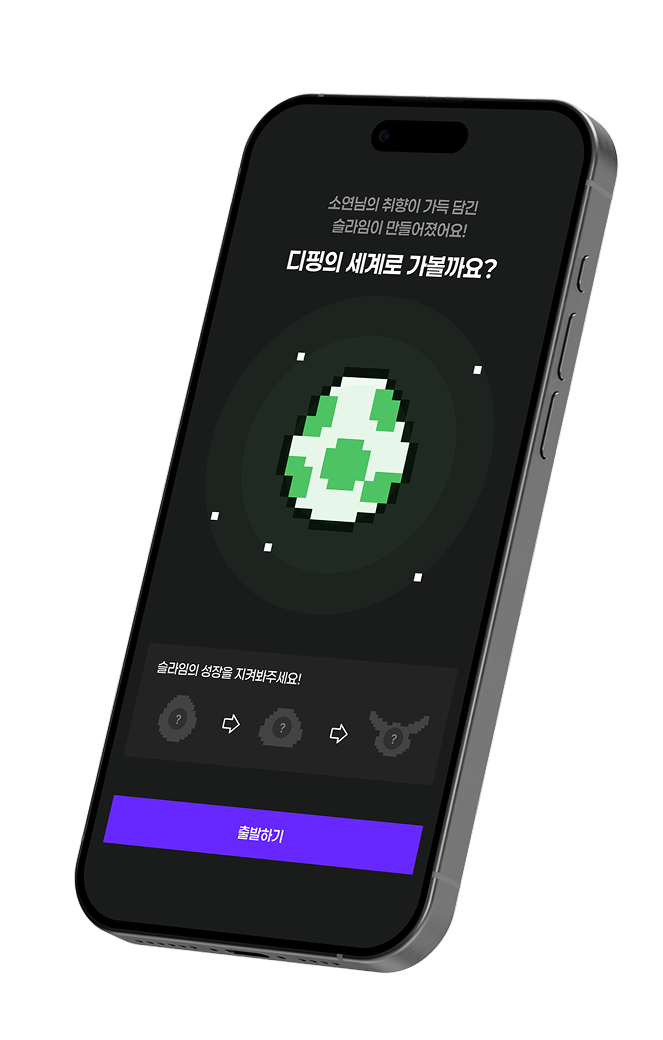 소연님의 취향이 가득 담긴
슬라임이 만들어졌어요!
디핑의 세계로 가볼까요?
슬라임의 성장을 지켜봐주세요!
? ? ?
출발하기